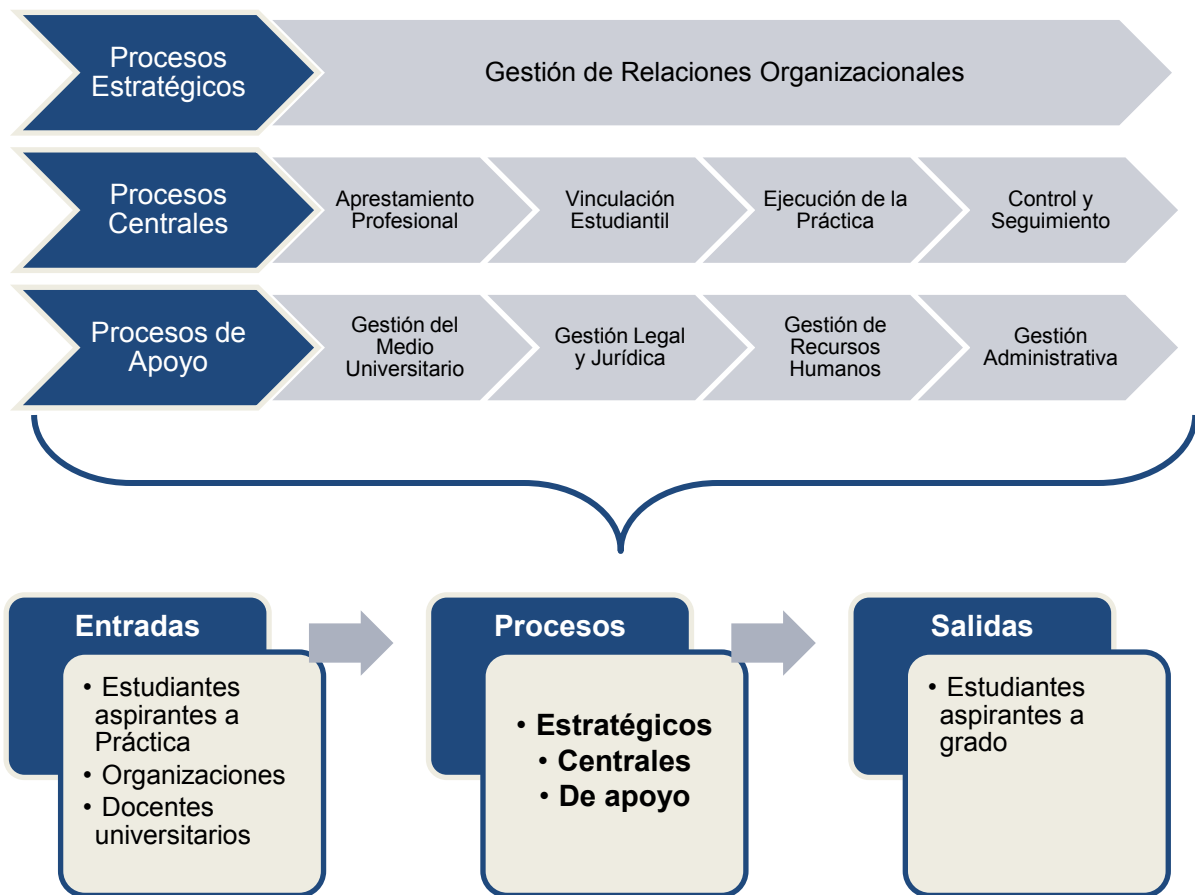 Procesos
Estratégicos
Gestión de Relaciones Organizacionales
Procesos
Centrales
Aprestamiento
Profesional
Vinculación
Estudiantil
Ejecución de la
Práctica
Control y
Seguimiento
Procesos de
Apoyo
Gestión del
Medio
Universitario
Gestión Legal
y Jurídica
Gestión de
Recursos
Humanos
Gestión
Administrativa
Entradas
• Estudiantes
aspirantes a
Práctica
• Organizaciones
• Docentes
universitarios
Procesos
• Estratégicos
• Centrales
• De apoyo
Salidas
• Estudiantes
aspirantes a
grado